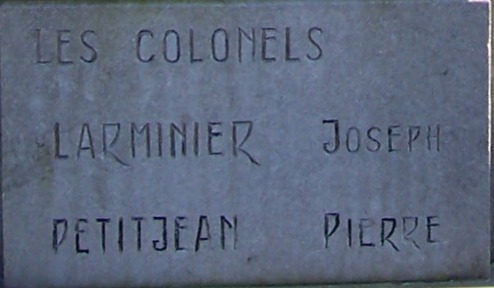 LES COLONELS
LARMINIER JOSEPH
PETITJEAN PIERRE